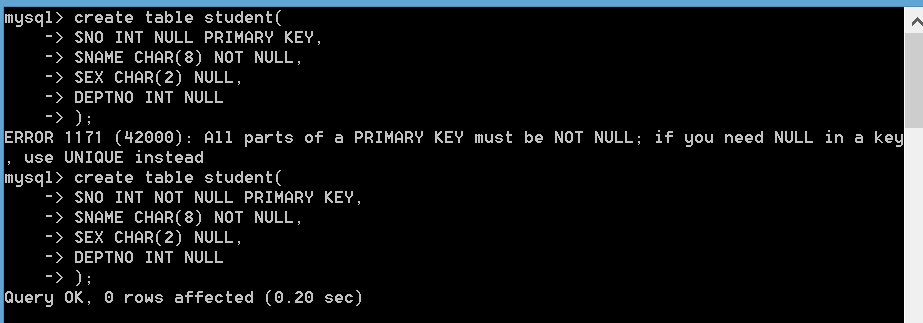 mysql> create table student(
    -> SNO INT NULL PRIMARY KEY,
    -> SNAME CHAR(8) NOT NULL,
    -> SEX CHAR(2) NULL,
    -> DEPTNO INT NULL
    -> );
ERROR 1171 (42000): All parts of a PRIMARY KEY must be NOT NULL; if you need NULL in a key
, use UNIQUE instead
mysql> create table student(
    -> SNO INT NOT NULL PRIMARY KEY,
    -> SNAME CHAR(8) NOT NULL,
    -> SEX CHAR(2) NULL,
    -> DEPTNO INT NULL
    -> );
Query OK, 0 rows affected (0.20 sec)